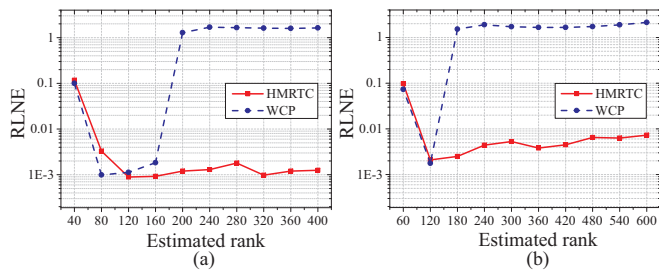 1
0.1
0.01
1E-3
RLNE
HMRTC
WCP
40 80 120 160 200 240 280 320 360 400
Estimated rank
(a)
1
0.1
0.01
1E-3
RLNE
HMRTC
WCP
60 120 180 240 300 360 420 480 540 600
Estimated rank
(b)